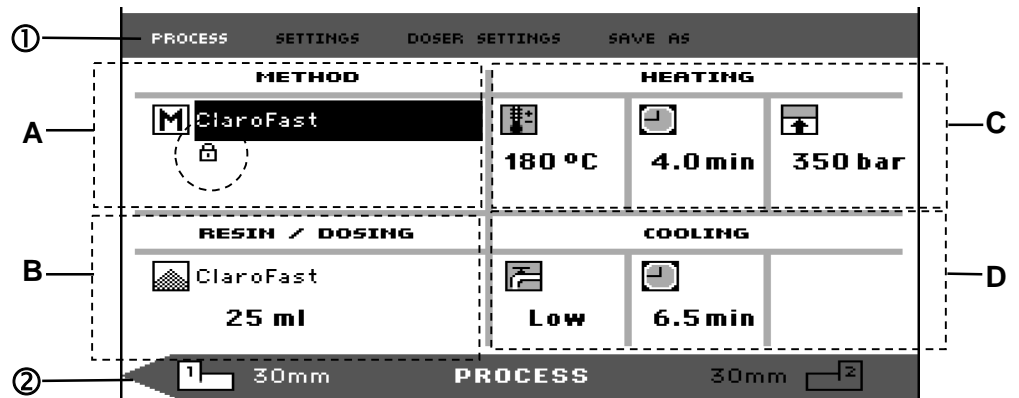 ① PROCESS SETTINGS DOSER SETTINGS SAVE AS
METHOD HEATING
A M ClaroFast C
180 ºC 4.0 min 350 bar
RESIN / DOSING COOLING
B ClaroFast D
25 ml Low 6.5 min
② 1 30mm PROCESS 30mm 2